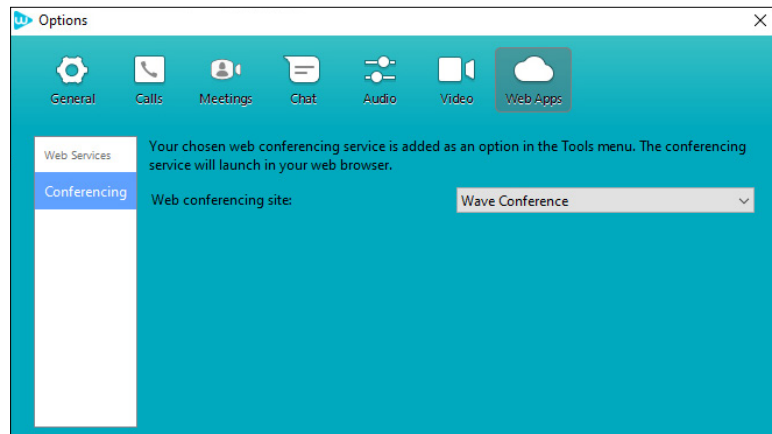 Options
General
Calls
Meetings
Chat
Audio
Video
Web Apps
Web Services
Conferencing
Your chosen web conferencing service is added as an option in the Tools menu. The conferencing
service will launch in your web browser.
Web conferencing site:
Wave Conference